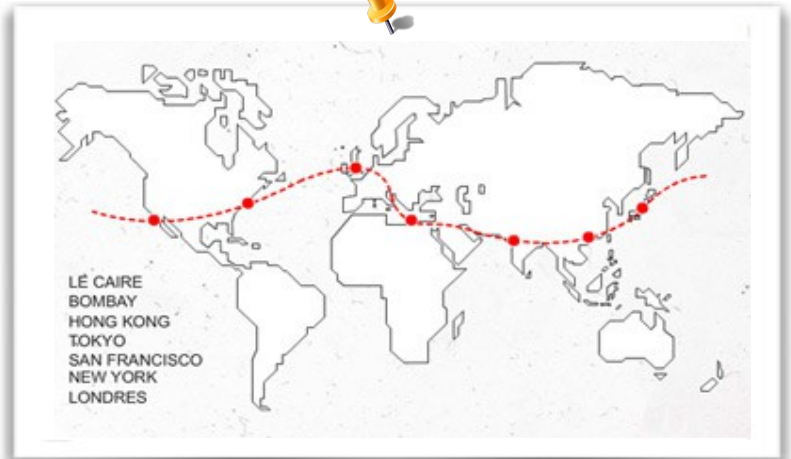 LE CAIRE
BOMBAY
HONG KONG
TOKYO
SAN FRANCISCO
NEW YORK
LONDRES